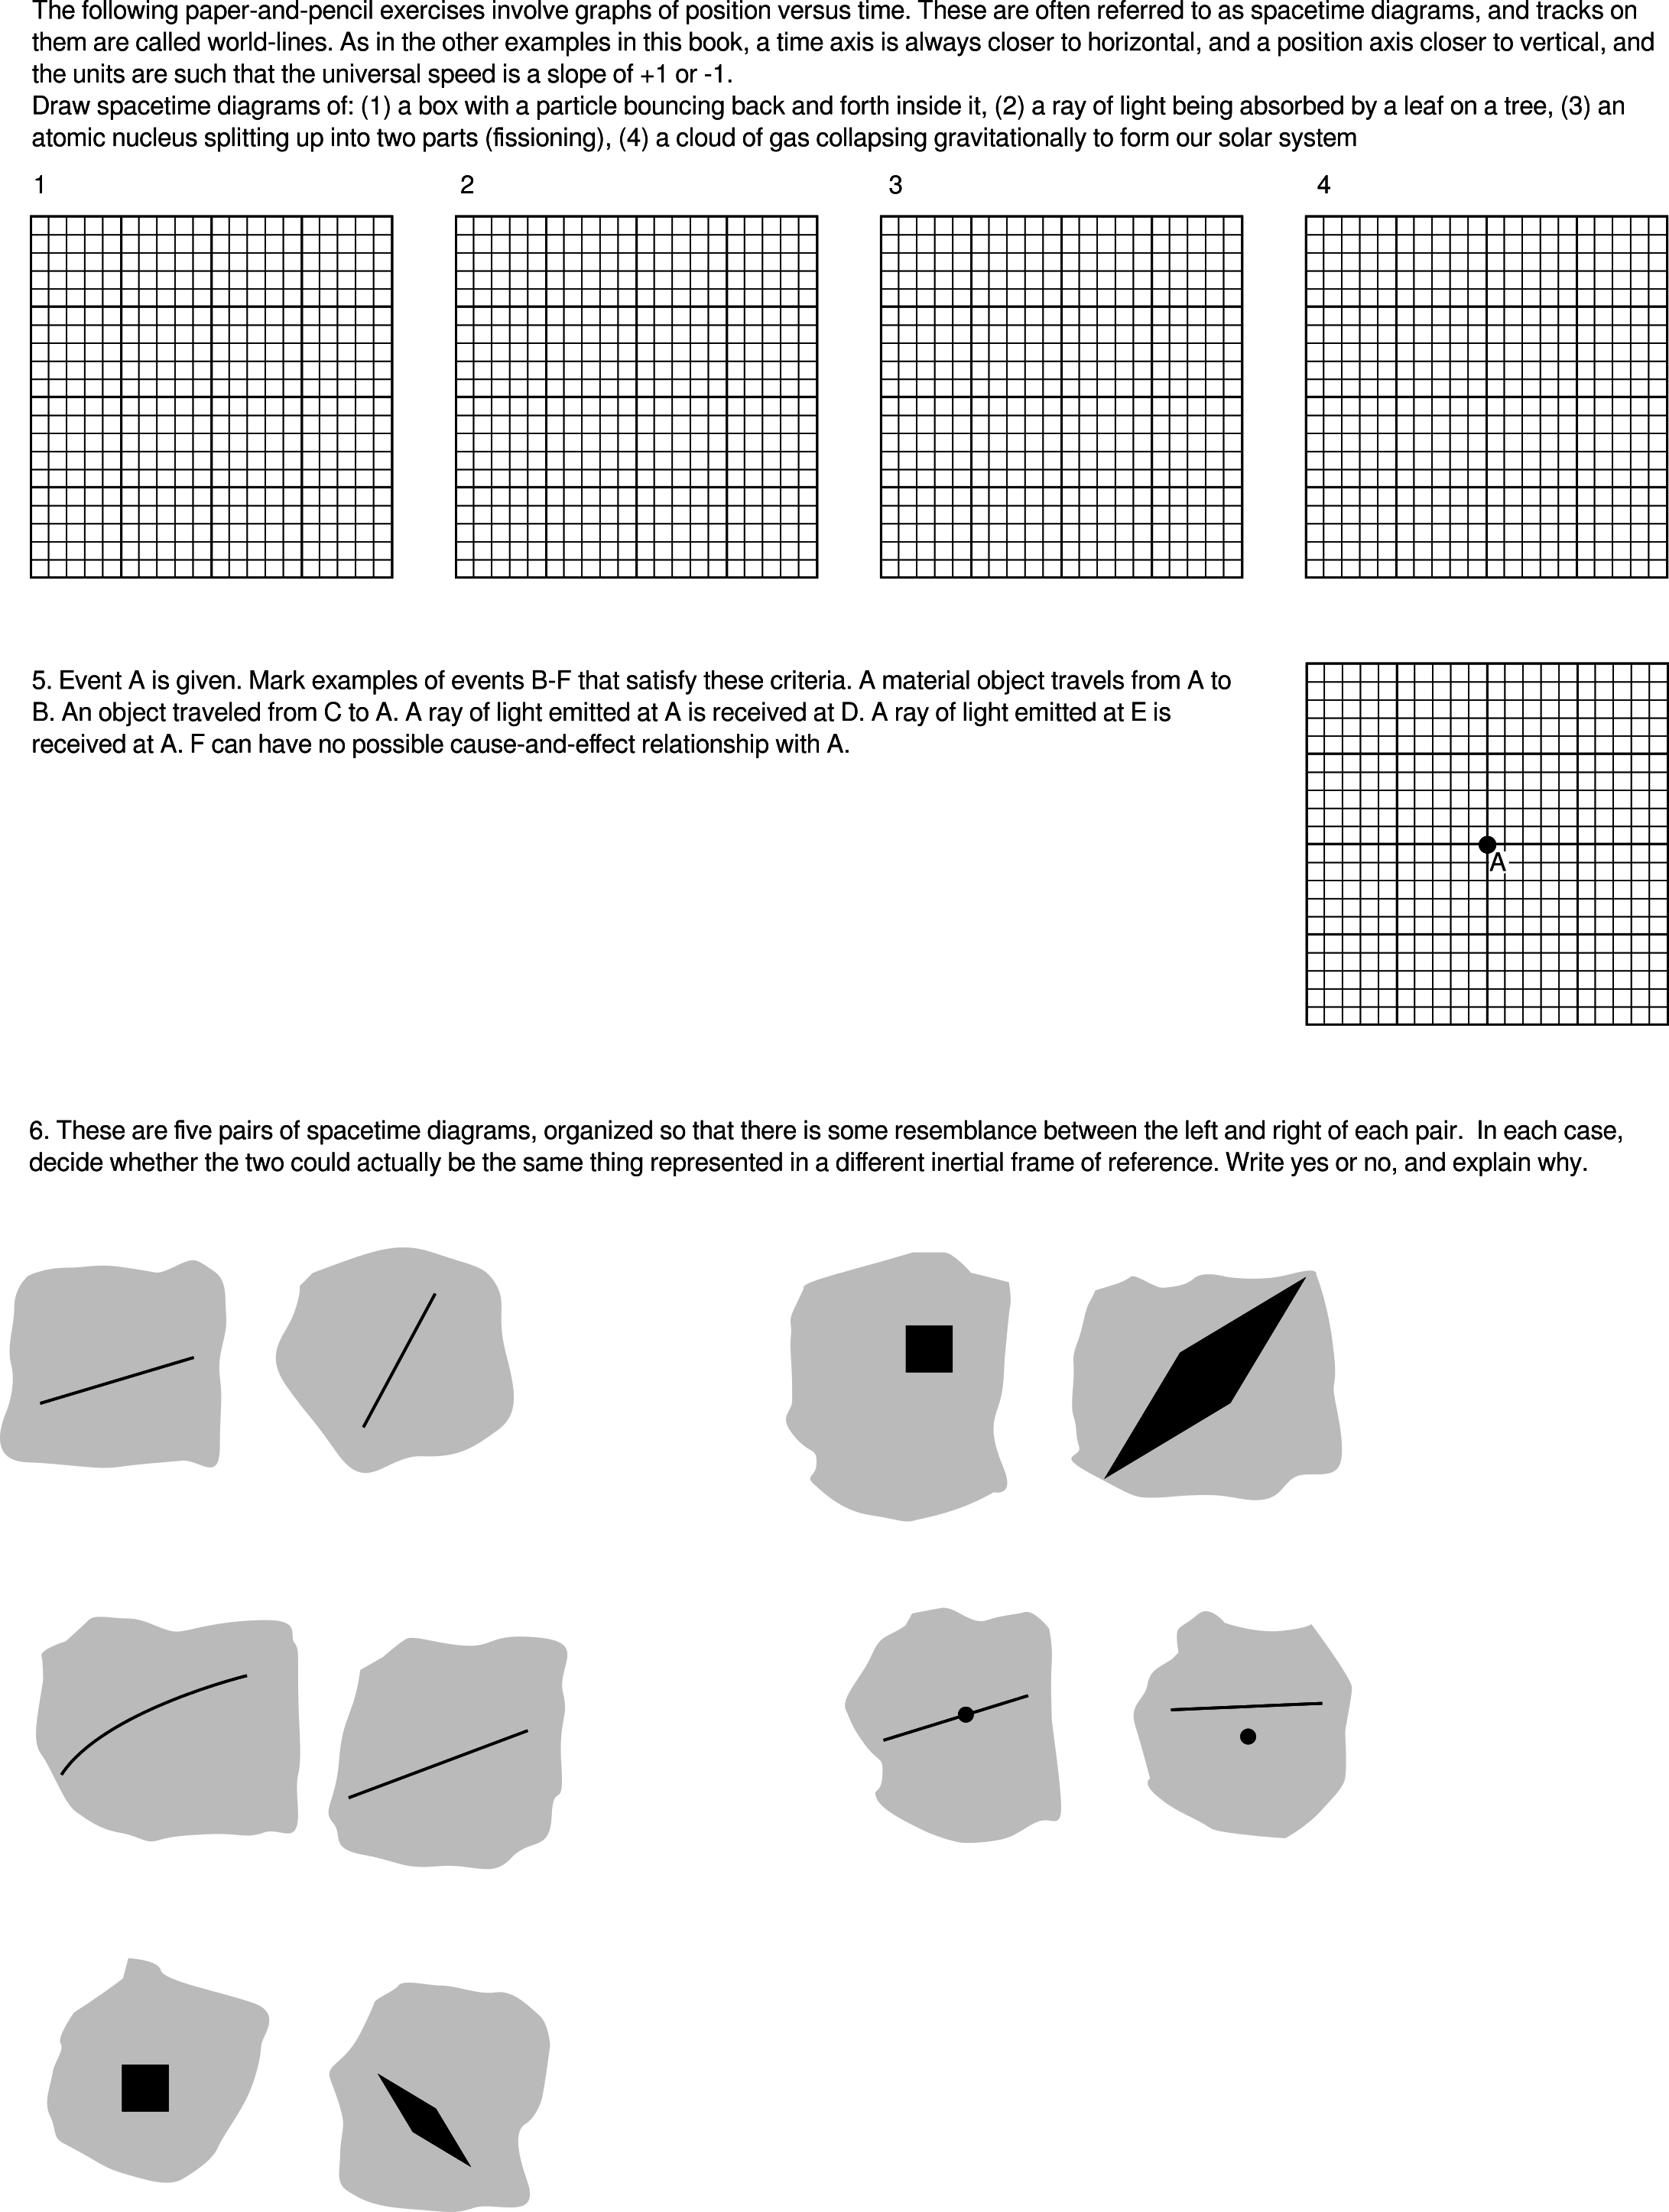 The following paper-and-pencil exercises involve graphs of position versus time. These are often referred to as spacetime diagrams, and tracks on
them are called world-lines. As in the other examples in this book, a time axis is always closer to horizontal, and a position axis closer to vertical, and
the units are such that the universal speed is a slope of +1 or -1.
Draw spacetime diagrams of: (1) a box with a particle bouncing back and forth inside it, (2) a ray of light being absorbed by a leaf on a tree, (3) an
atomic nucleus splitting up into two parts (fissioning), (4) a cloud of gas collapsing gravitationally to form our solar system
1 2 3 4
5. Event A is given. Mark examples of events B-F that satisfy these criteria. A material object travels from A to
B. An object traveled from C to A. A ray of light emitted at A is received at D. A ray of light emitted at E is
received at A. F can have no possible cause-and-effect relationship with A.
A
6. These are five pairs of spacetime diagrams, organized so that there is some resemblance between the left and right of each pair.  In each case,
decide whether the two could actually be the same thing represented in a different inertial frame of reference. Write yes or no, and explain why.